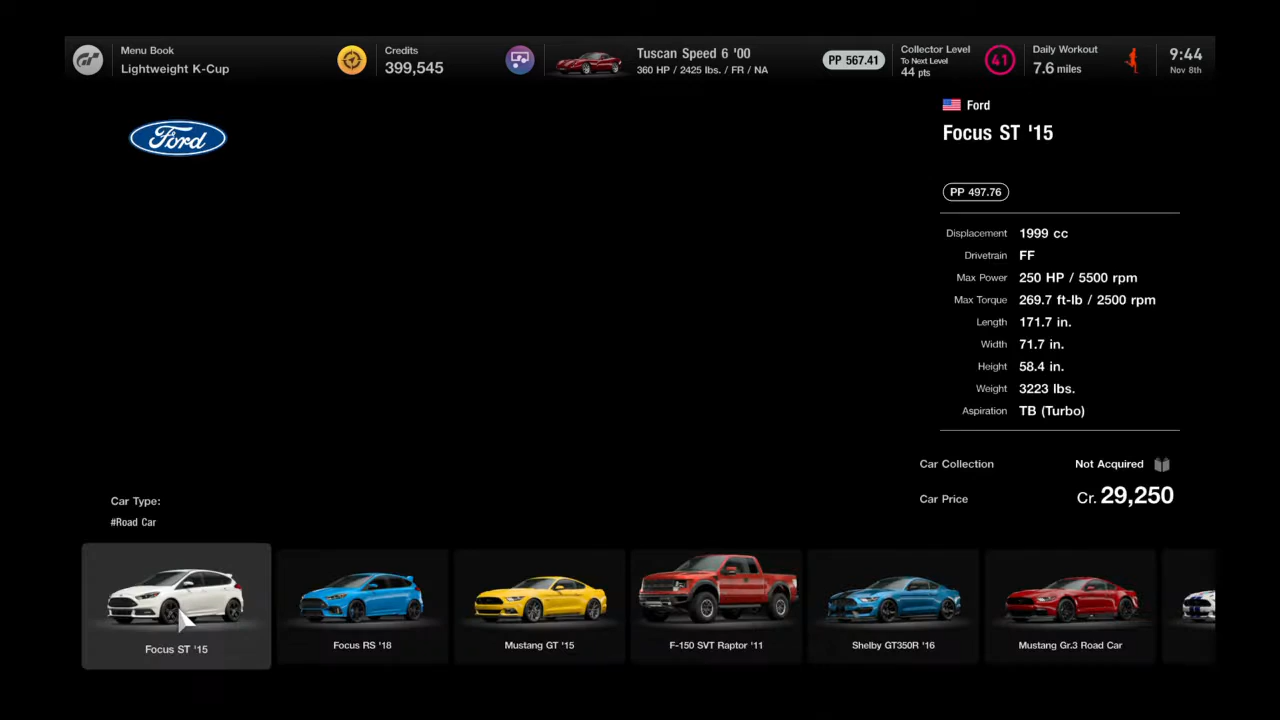 Menu Book
Lightweight K-Cup
Credits
399,545
Tuscan Speed 6 '00
360 HP / 2425 lbs. / FR / NA
PP 567.41
Collector Level
To Next Level
44 pts
41
Daily Workout
7.6 miles
9:44
Nov 8th
Ford
Ford
Focus ST '15
PP 497.76
Displacement 1999 cc
Drivetrain FF
Max Power 250 HP / 5500 rpm
Max Torque 269.7 ft-lb / 2500 rpm
Length 171.7 in.
Width 71.7 in.
Height 58.4 in.
Weight 3223 lbs.
Aspiration TB (Turbo)
Car Collection Not Acquired
Car Price Cr. 29,250
Car Type:
#Road Car
Focus ST '15
Focus RS '18
Mustang GT '15
F-150 SVT Raptor '11
Shelby GT350R '16
Mustang Gr.3 Road Car